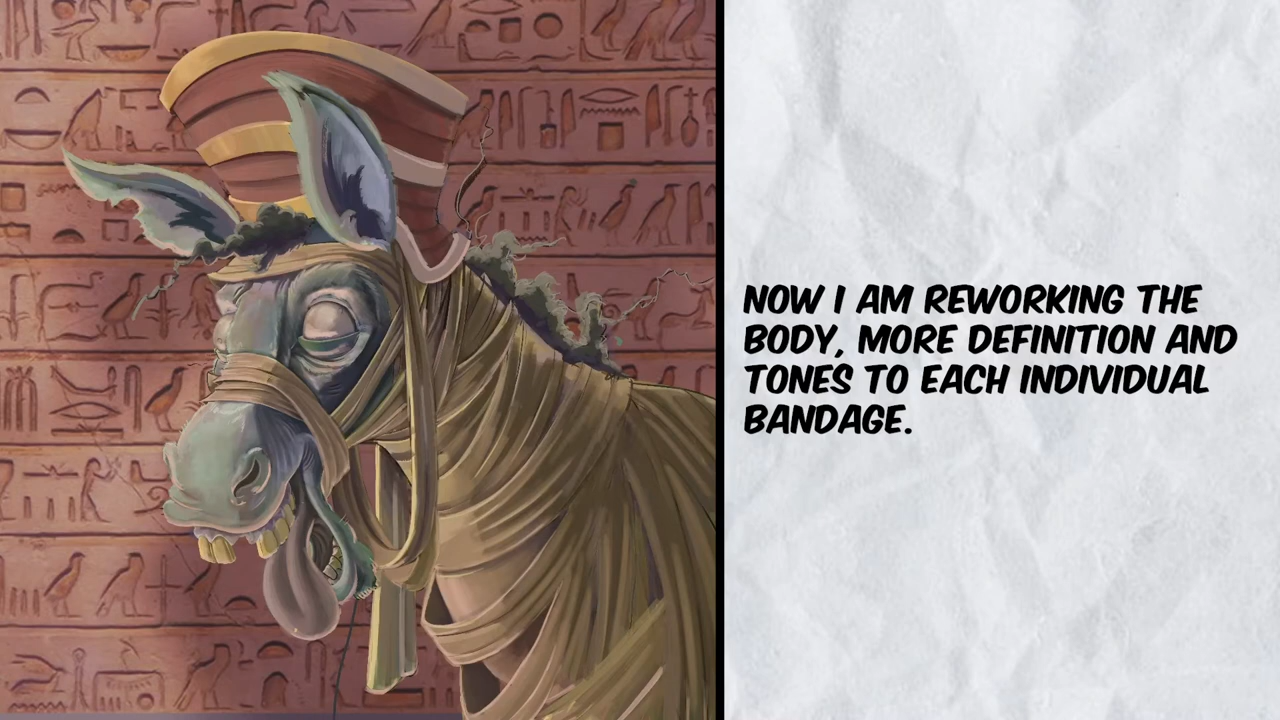 NOW I AM REWORKING THE
BODY, MORE DEFINITION AND
TONES TO EACH INDIVIDUAL
BANDAGE.